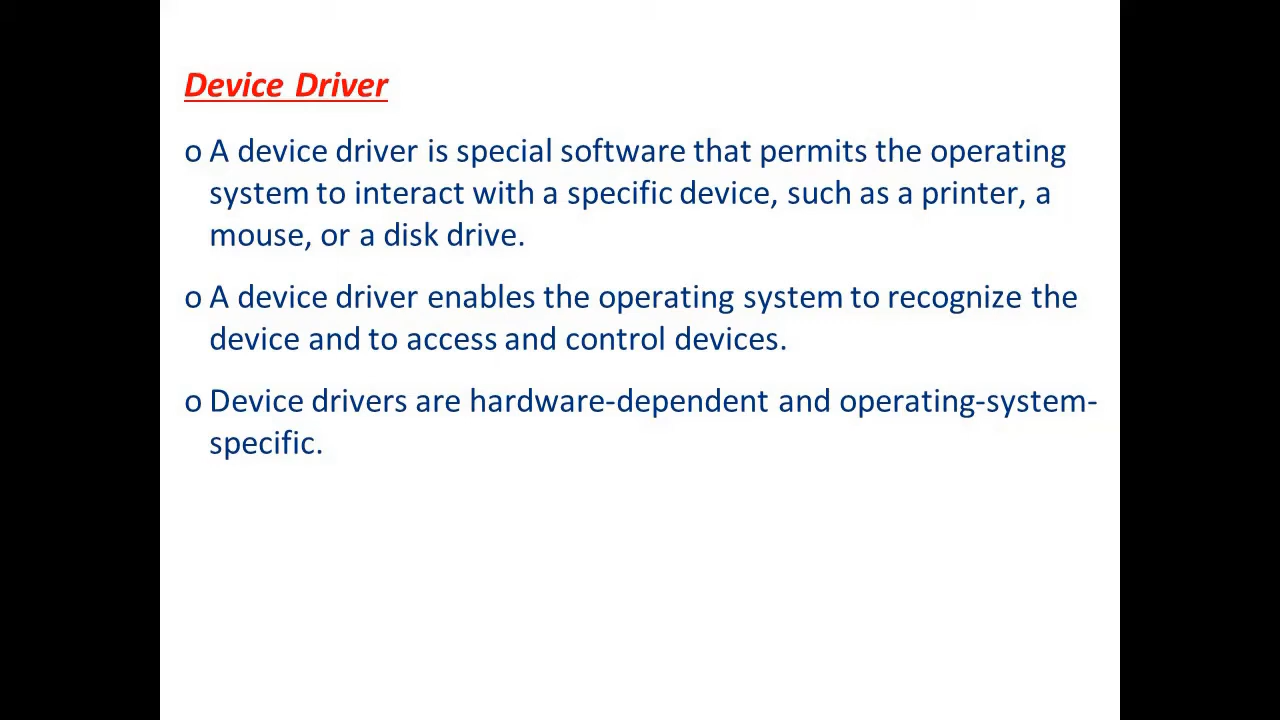 Device Driver
o A device driver is special software that permits the operating
system to interact with a specific device, such as a printer, a
mouse, or a disk drive.
o A device driver enables the operating system to recognize the
device and to access and control devices.
o Device drivers are hardware-dependent and operating-system-
specific.